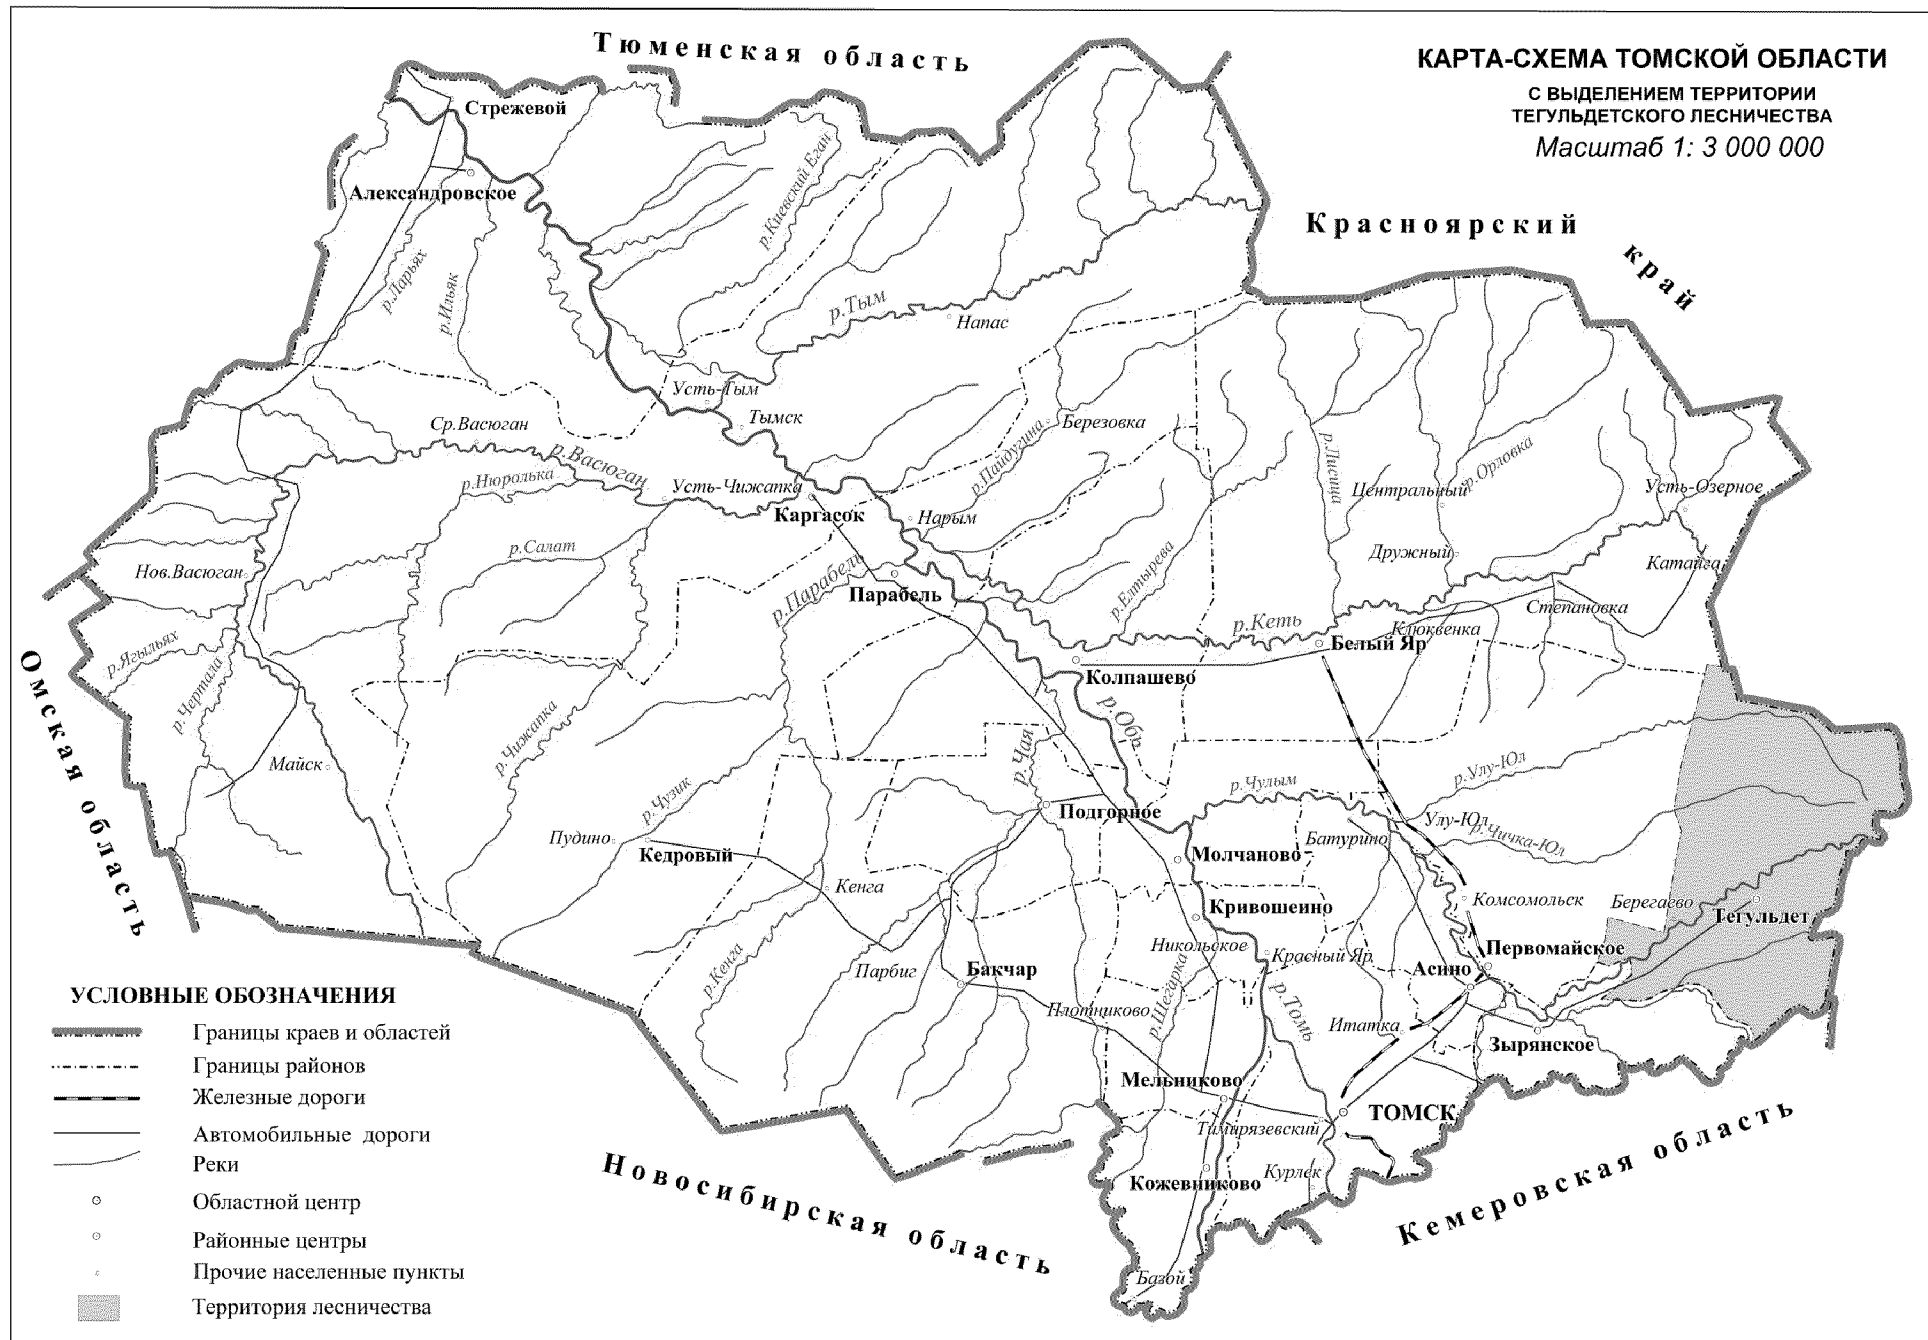 КАРТА-СХЕМА ТОМСКОЙ ОБЛАСТИ
С ВЫДЕЛЕНИЕМ ТЕРРИТОРИИ
ТЕГУЛЬДЕТСКОГО ЛЕСНИЧЕСТВА
Масштаб 1: 3 000 000
Тюменская область
Красноярский край
Омская область
Новосибирская область
Кемеровская область
Стрежевой
Александровское
р.Киевский Еган
р.Ларьях
р.Ильяк
р.Тым
Напас
Усть-Тым
Тымск
Ср.Васюган
р.Васюган
р.Нюролька
Усть-Чижапка
Каргасок
Нарым
р.Пайдугина
Березовка
р.Лисица
Центральный
р.Орловка
Усть-Озерное
Дружный
Катайга
Степановка
Клюквенка
Белый Яр
р.Кеть
р.Елтырева
р.Салат
Нов.Васюган
р.Парабель
Парабель
Колпашево
р.Обь
р.Ягыльях
р.Чертала
Майск
р.Чижапка
р.Чузик
р.Чая
Пудино
Кедровый
Подгорное
р.Чулым
р.Улу-Юл
Улу-Юл
р.Чичка-Юл
Батурино
Молчаново
Кенга
Кривошеино
Комсомольск
Берегаево
Тегульдет
Никольское
Красный Яр
Первомайское
Асино
р.Кенга
Парбиг
Бакчар
Плотниково
р.Шегарка
р.Томь
Итатка
Зырянское
Мельниково
ТОМСК
Тимирязевский
Курлек
Кожевниково
Базой
УСЛОВНЫЕ ОБОЗНАЧЕНИЯ
Границы краев и областей
Границы районов
Железные дороги
Автомобильные дороги
Реки
Областной центр
Районные центры
Прочие населенные пункты
Территория лесничества